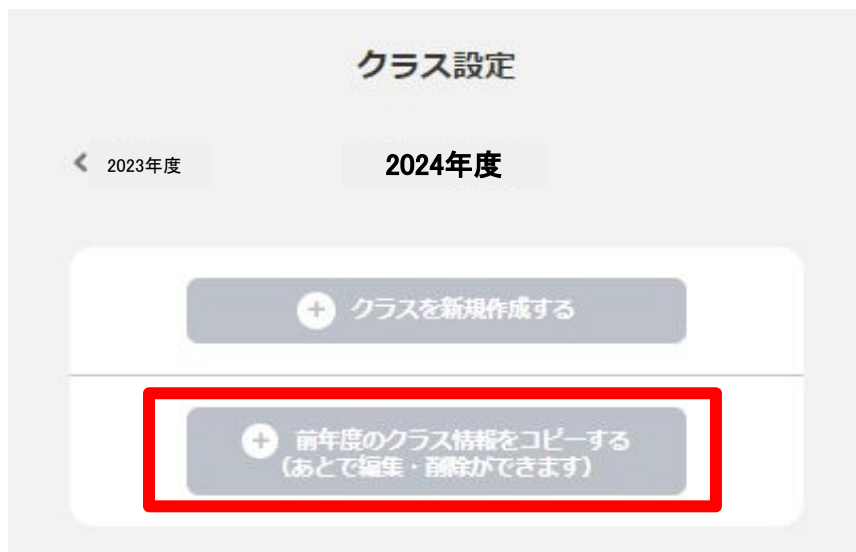 クラス設定
2023年度
2024年度
クラスを新規作成する
前年度のクラス情報をコピーする
(あとで編集・削除ができます)